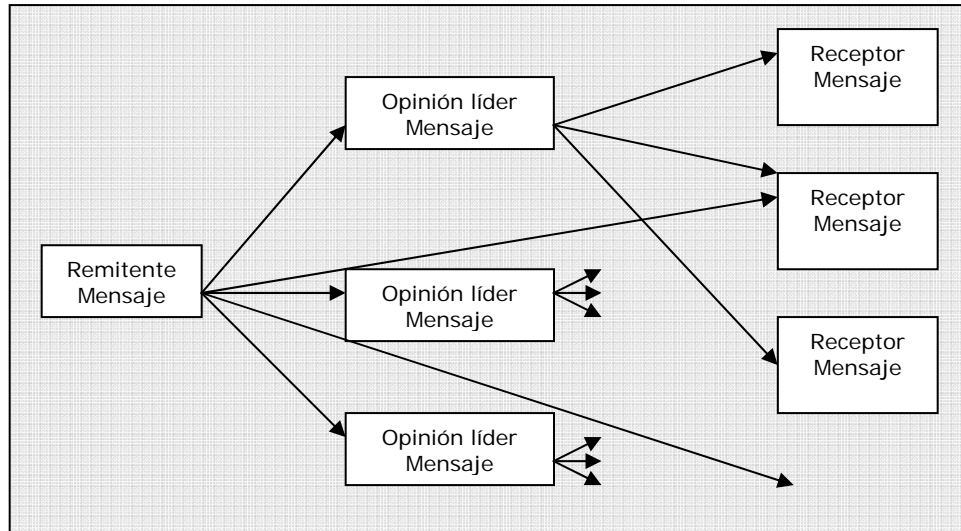 Remitente
Mensaje
Opinión líder
Mensaje
Opinión líder
Mensaje
Opinión líder
Mensaje
Receptor
Mensaje
Receptor
Mensaje
Receptor
Mensaje